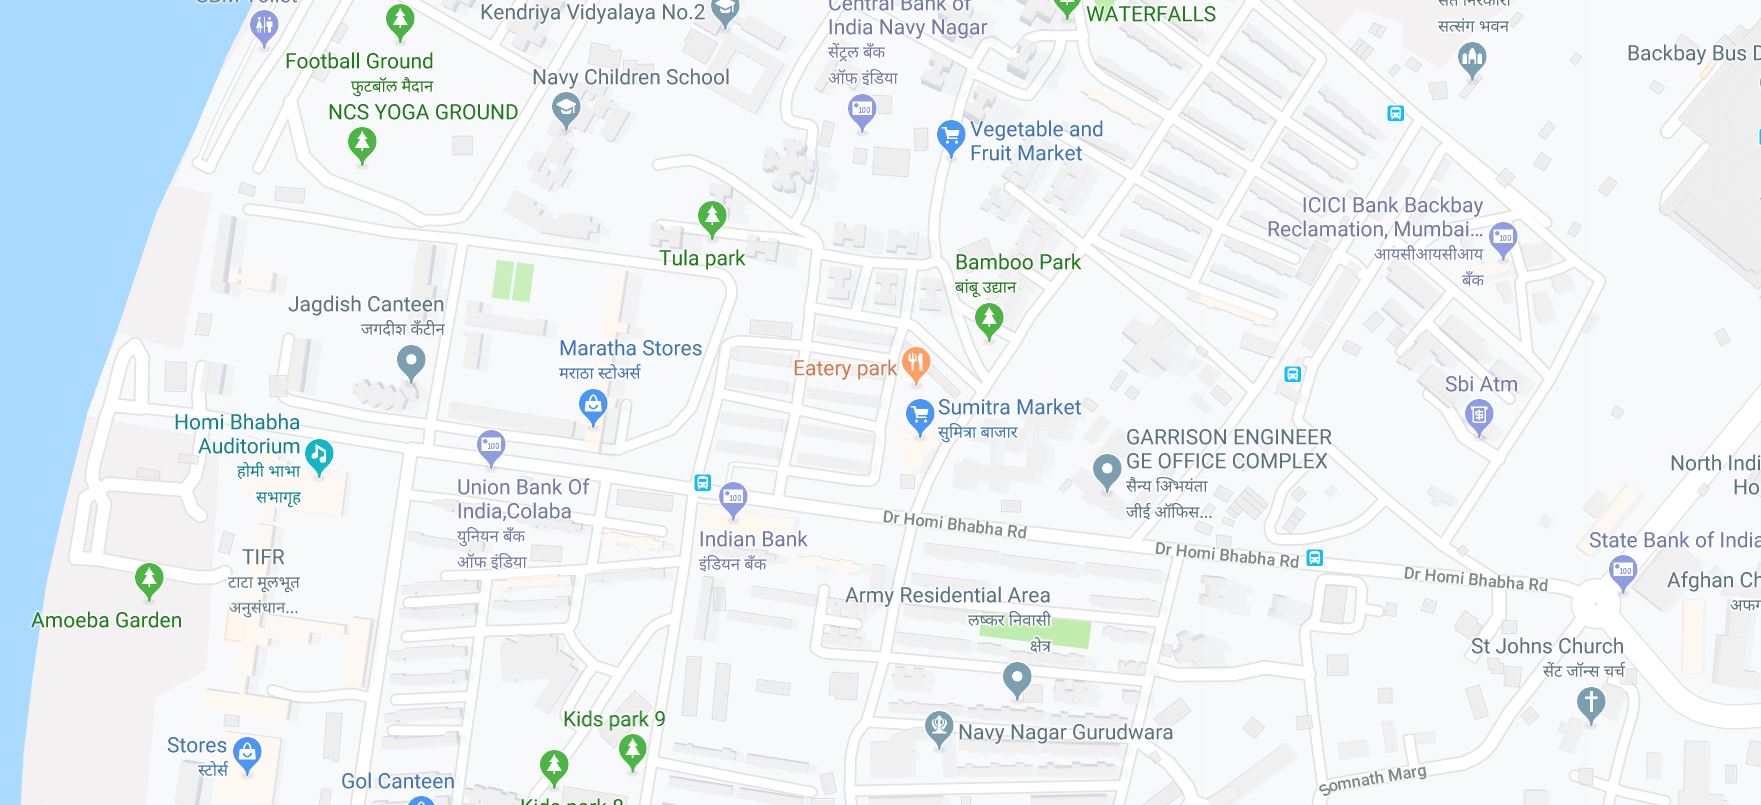 Kendriya Vidyalaya No.2
Central Bank of
India Navy Nagar
सेंट्रल बँक
ऑफ इंडिया
WATERFALLS
सत्संग भवन
Football Ground
फुटबॉल मैदान
NCS YOGA GROUND
Navy Children School
Backbay Bus D
Vegetable and
Fruit Market
ICICI Bank Backbay
Reclamation, Mumbai...
आयसीआयसीआय
बँक
Tula park
Bamboo Park
बांबू उद्यान
Jagdish Canteen
जगदीश कँटीन
Maratha Stores
मराठा स्टोअर्स
Eatery park
Sumitra Market
सुमित्रा बाजार
Sbi Atm
Homi Bhabha
Auditorium
होमी भाभा
सभागृह
GARRISON ENGINEER
GE OFFICE COMPLEX
सैन्य अभियंता
जीई ऑफिस...
North Indi
Ho
Union Bank Of
India,Colaba
युनियन बँक
ऑफ इंडिया
Indian Bank
इंडियन बँक
Dr Homi Bhabha Rd
Dr Homi Bhabha Rd
Dr Homi Bhabha Rd
State Bank of India
Afghan Ch
अफग
TIFR
टाटा मूलभूत
अनुसंधान...
Amoeba Garden
Army Residential Area
लष्कर निवासी
क्षेत्र
St Johns Church
सेंट जॉन्स चर्च
Kids park 9
Navy Nagar Gurudwara
Stores
स्टोर्स
Gol Canteen
Kids park 8
Somnath Marg